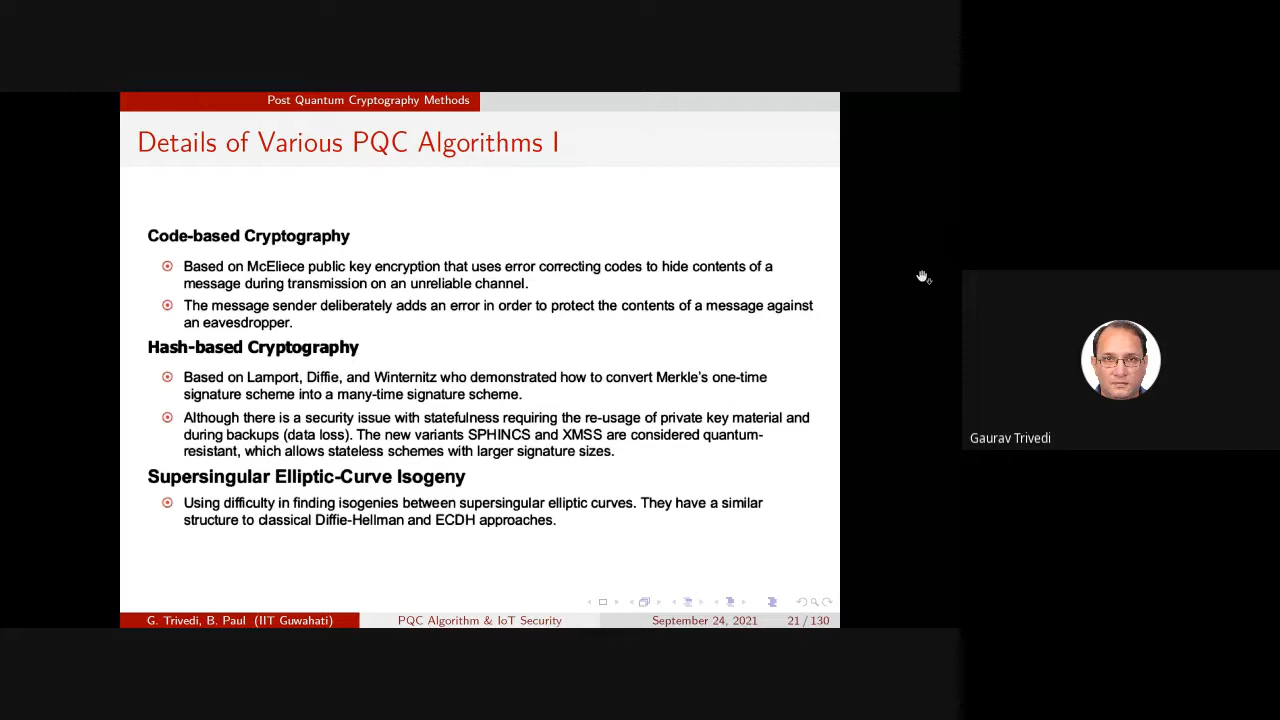 Post Quantum Cryptography Methods
Details of Various PQC Algorithms I
Code-based Cryptography
Based on McEliece public key encryption that uses error correcting codes to hide contents of a
message during transmission on an unreliable channel.
The message sender deliberately adds an error in order to protect the contents of a message against
an eavesdropper.
Hash-based Cryptography
Based on Lamport, Diffie, and Winternitz who demonstrated how to convert Merkle's one-time
signature scheme into a many-time signature scheme.
Although there is a security issue with statefulness requiring the re-usage of private key material and
during backups (data loss). The new variants SPHINCS and XMSS are considered quantum-
resistant, which allows stateless schemes with larger signature sizes.
Supersingular Elliptic-Curve Isogeny
Using difficulty in finding isogenies between supersingular elliptic curves. They have a similar
structure to classical Diffie-Hellman and ECDH approaches.
G. Trivedi, B. Paul (IIT Guwahati)
PQC Algorithm & IoT Security
September 24, 2021
21 / 130
Gaurav Trivedi